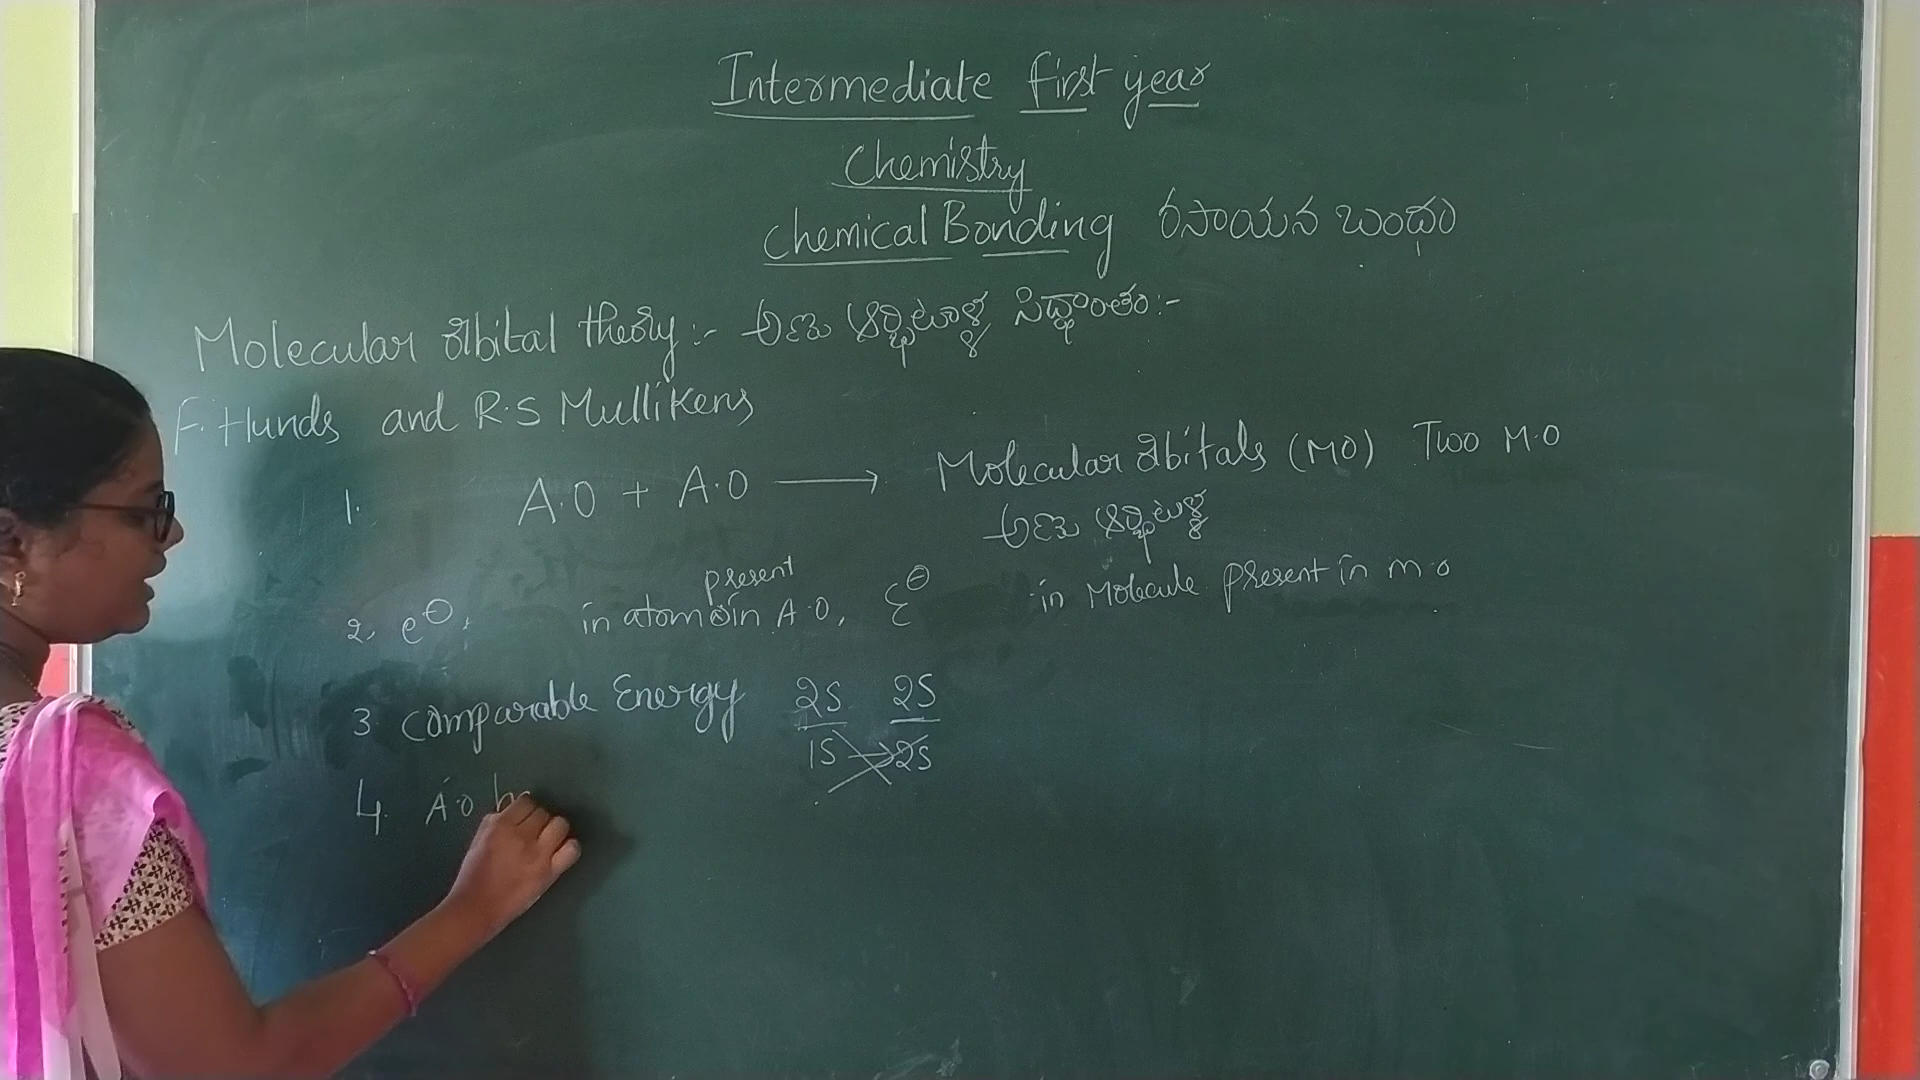 Intermediate first year
Chemistry
Chemical Bonding రసాయన బంధం
Molecular orbital theory:- అణు ఆర్బిటాళ్ల సిద్ధాంతం:-
F. Hunds and R.S Mullikens
1. A.O + A.O ⟶ Molecular orbitals (MO) Two M.O
అణు ఆర్బిటాళ్ల
present
2. e⊖, in atom in A.O, e⊖ in Molecule present in m.o
3. Comparable Energy 2S 2S
1S 2S
4. A.O